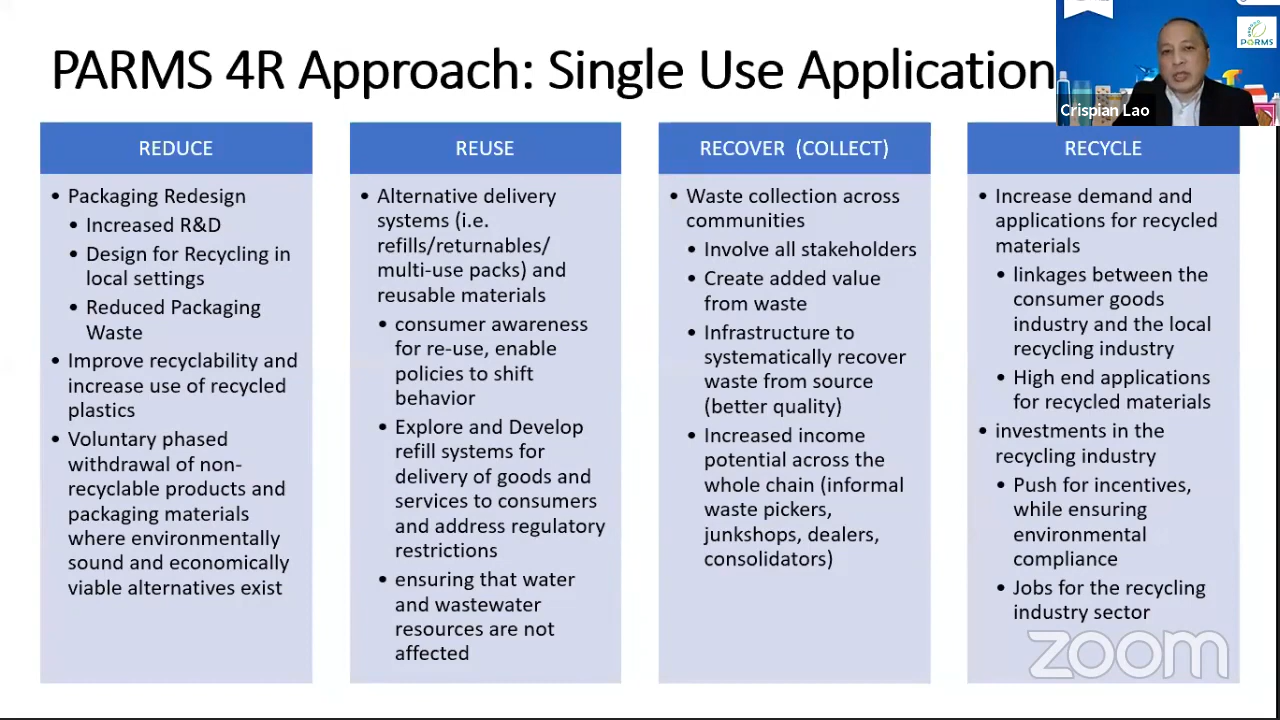 PARMS 4R Approach: Single Use Application
PARMS
Crispian Lao
REDUCE
• Packaging Redesign
• Increased R&D
• Design for Recycling in
local settings
• Reduced Packaging
Waste
• Improve recyclability and
increase use of recycled
plastics
• Voluntary phased
withdrawal of non-
recyclable products and
packaging materials
where environmentally
sound and economically
viable alternatives exist
REUSE
• Alternative delivery
systems (i.e.
refills/returnables/
multi-use packs) and
reusable materials
• consumer awareness
for re-use, enable
policies to shift
behavior
• Explore and Develop
refill systems for
delivery of goods and
services to consumers
and address regulatory
restrictions
• ensuring that water
and wastewater
resources are not
affected
RECOVER (COLLECT)
• Waste collection across
communities
• Involve all stakeholders
• Create added value
from waste
• Infrastructure to
systematically recover
waste from source
(better quality)
• Increased income
potential across the
whole chain (informal
waste pickers,
junkshops, dealers,
consolidators)
RECYCLE
• Increase demand and
applications for recycled
materials
• linkages between the
consumer goods
industry and the local
recycling industry
• High end applications
for recycled materials
• investments in the
recycling industry
• Push for incentives,
while ensuring
environmental
compliance
• Jobs for the recycling
industry sector
zoom